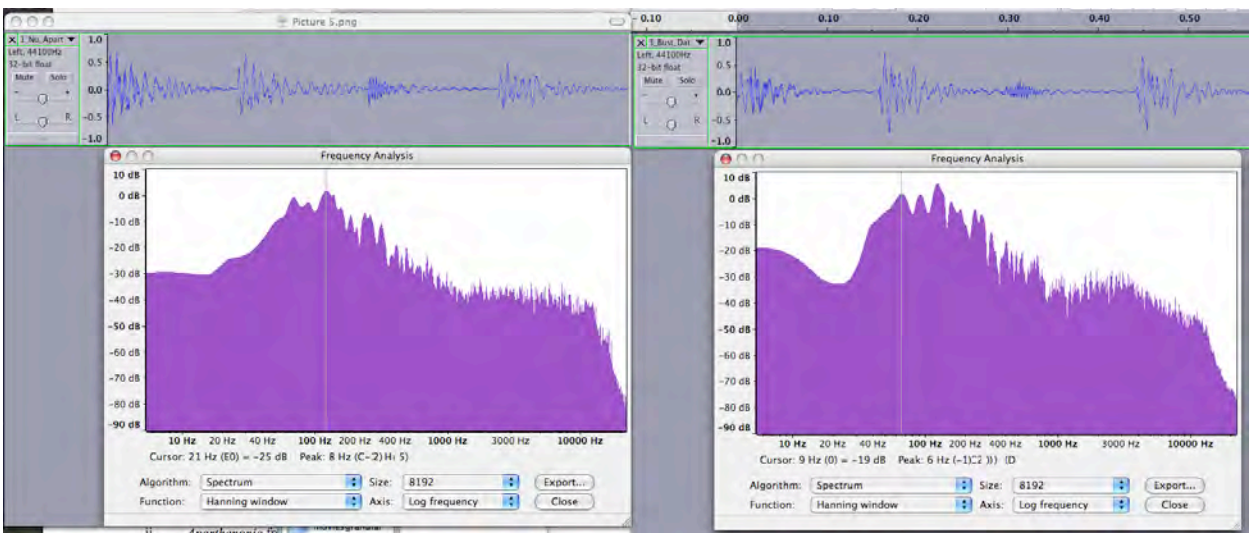 Picture 5.png
- 0.10 0.00 0.10 0.20 0.30 0.40 0.50
X 1_No_Apart ▼ 1.0
Left, 44100Hz
32-bit float 0.5
Mute Solo
- + 0.0
L R -0.5
-1.0
X 1_Bust_Dat ▼ 1.0
Left, 44100Hz
32-bit float 0.5
Mute Solo
- + 0.0
L R -0.5
-1.0
Frequency Analysis
10 dB
0 dB
-10 dB
-20 dB
-30 dB
-40 dB
-50 dB
-60 dB
-70 dB
-80 dB
-90 dB
10 Hz 20 Hz 40 Hz 100 Hz 200 Hz 400 Hz 1000 Hz 3000 Hz 10000 Hz
Cursor: 21 Hz (E0) = -25 dB Peak: 8 Hz (C-2)
Algorithm: Spectrum Size: 8192 Export...
Function: Hanning window Axis: Log frequency Close
Frequency Analysis
10 dB
0 dB
-10 dB
-20 dB
-30 dB
-40 dB
-50 dB
-60 dB
-70 dB
-80 dB
-90 dB
10 Hz 20 Hz 40 Hz 100 Hz 200 Hz 400 Hz 1000 Hz 3000 Hz 10000 Hz
Cursor: 9 Hz (0) = -19 dB Peak: 6 Hz (-1)
Algorithm: Spectrum Size: 8192 Export...
Function: Hanning window Axis: Log frequency Close